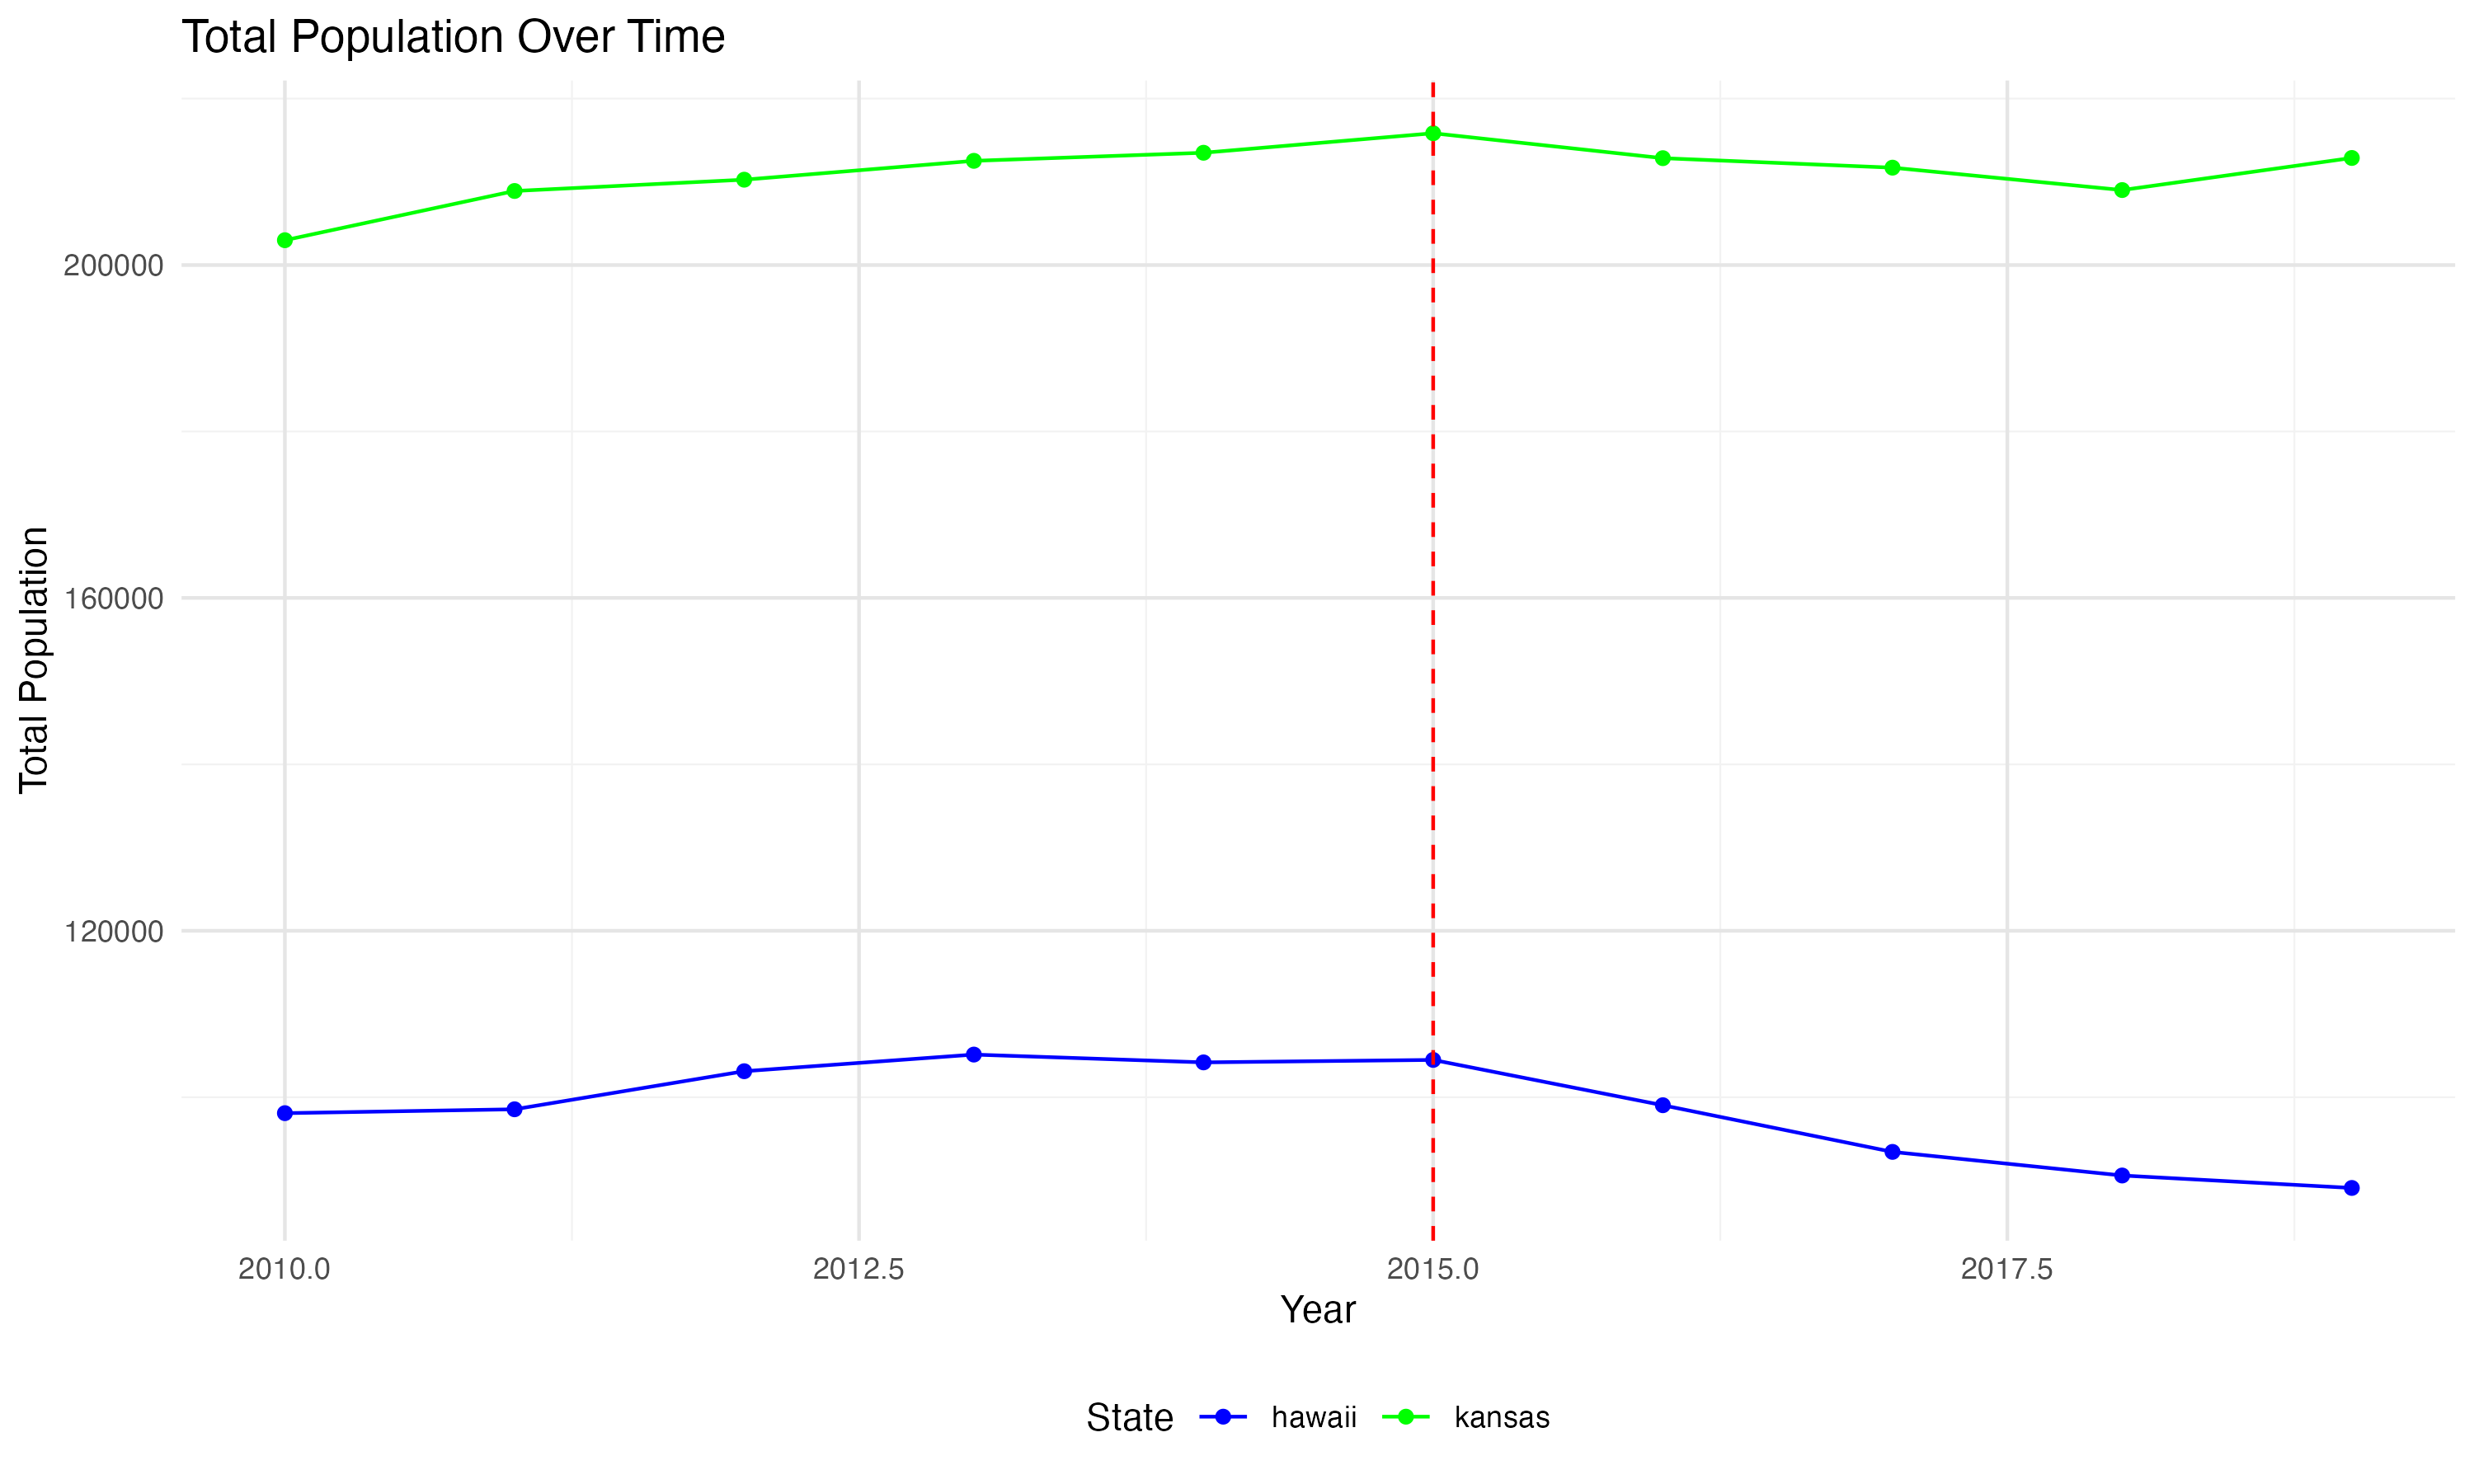 Total Population Over Time
Total Population
200000
160000
120000
2010.0 2012.5 2015.0 2017.5
Year
State hawaii kansas